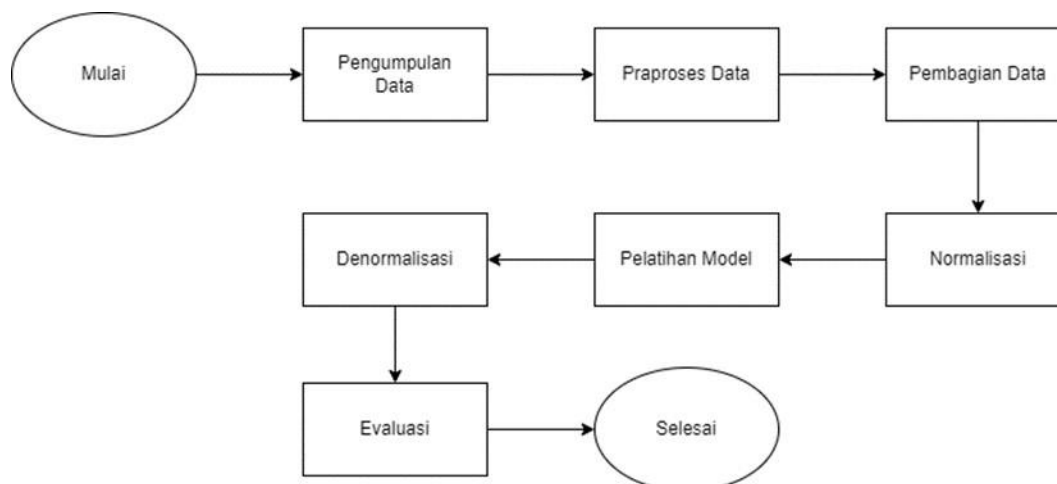 Mulai
Pengumpulan
Data
Praproses Data
Pembagian Data
Normalisasi
Pelatihan Model
Denormalisasi
Evaluasi
Selesai